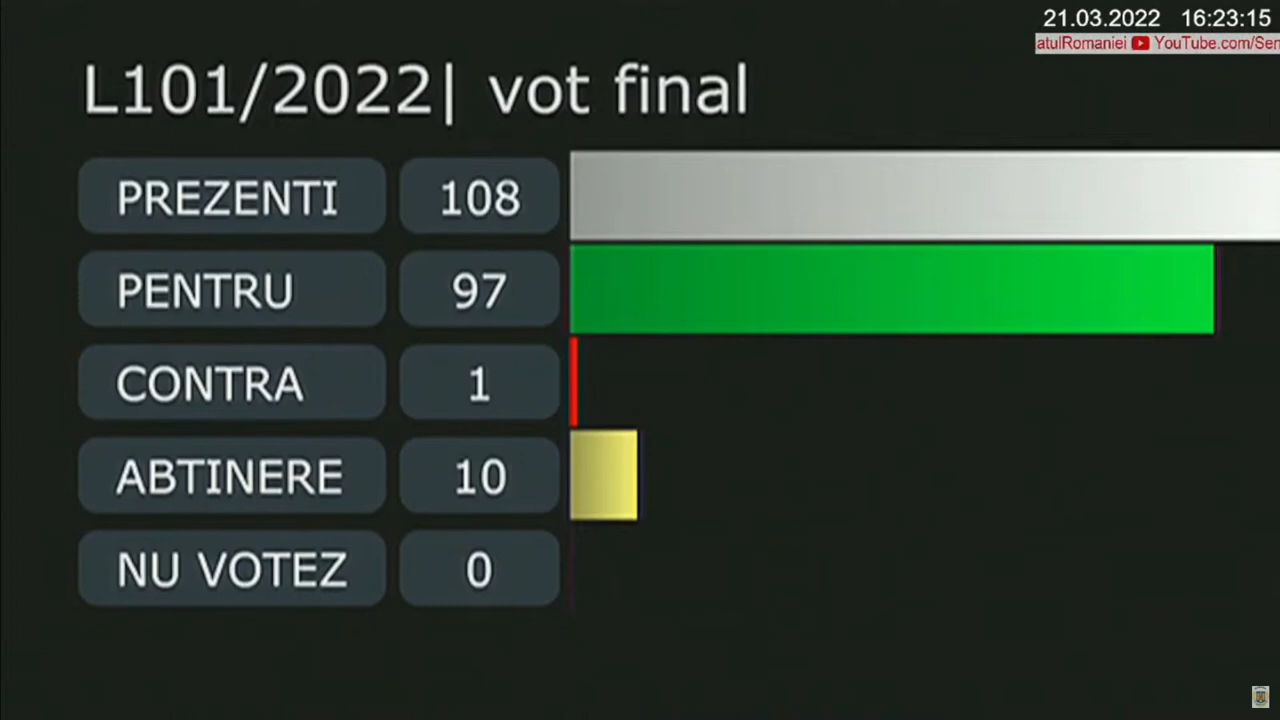 21.03.2022 16:23:15
atulRomaniei YouTube.com/Sen
L101/2022| vot final
PREZENTI 108
PENTRU 97
CONTRA 1
ABTINERE 10
NU VOTEZ 0